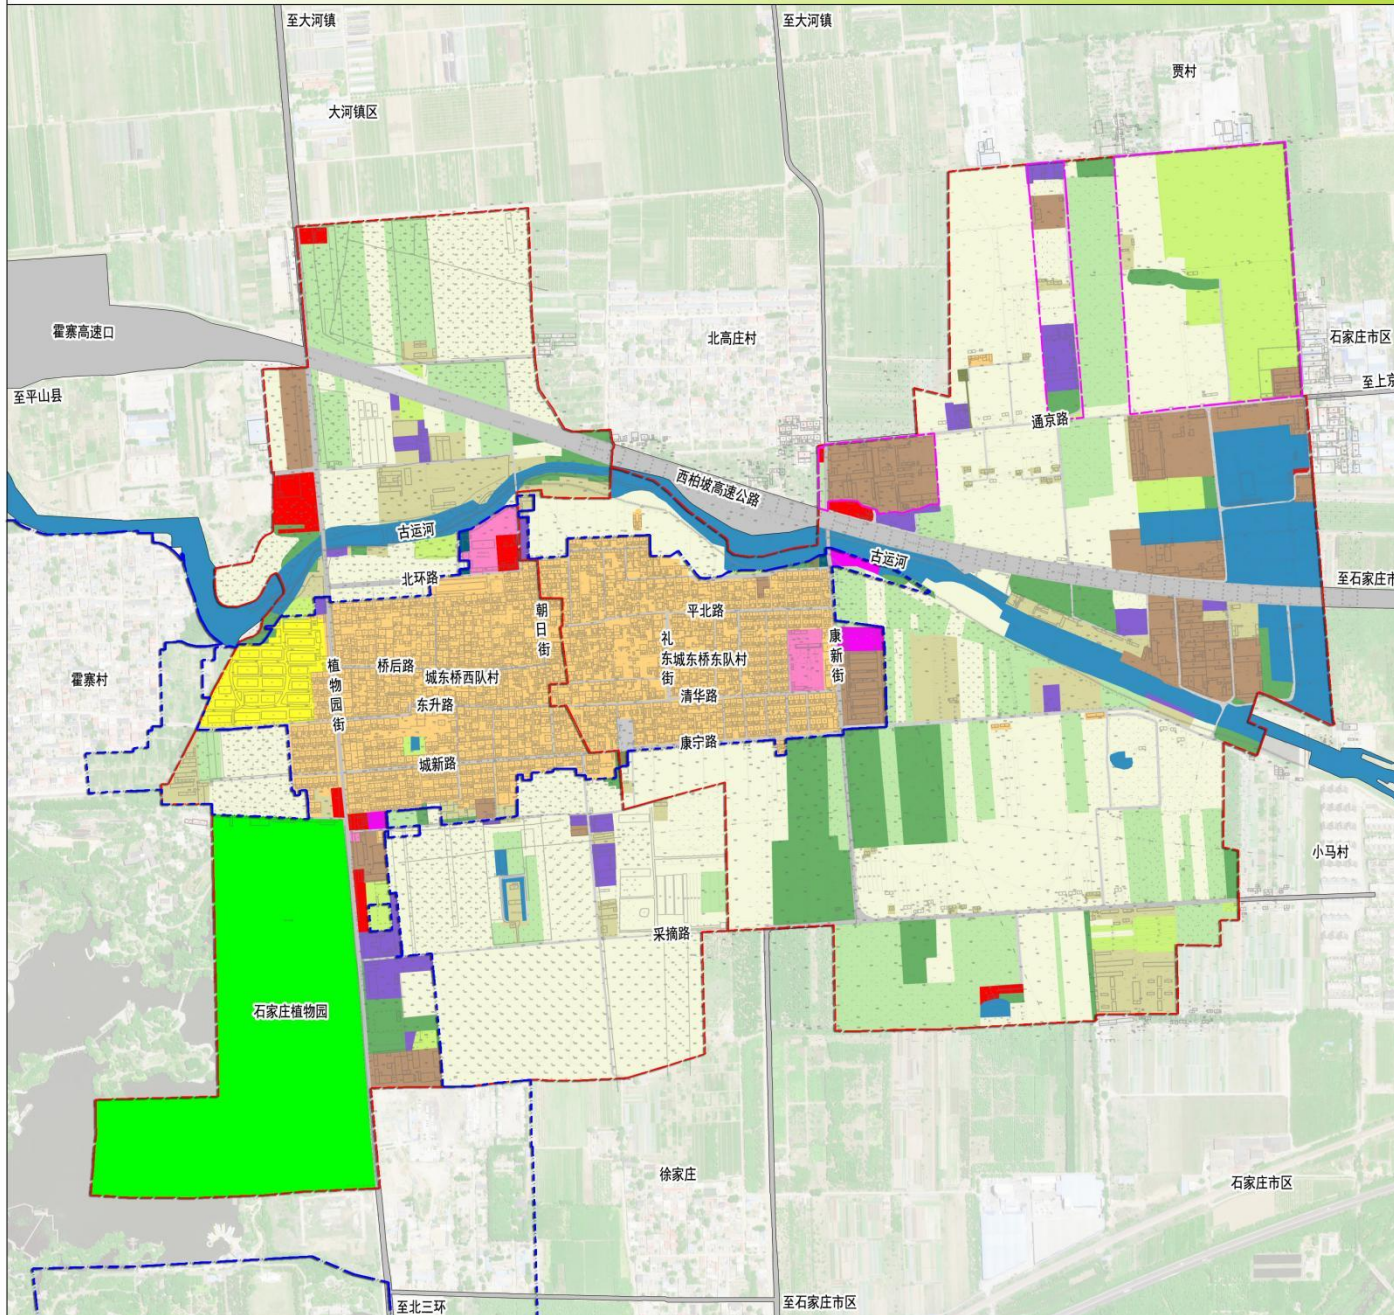 至大河镇
至大河镇
贾村
大河镇区
霍寨高速口
北高庄村
石家庄市区
至平山县
至上京
通京路
西柏坡高速公路
古运河
古运河
北环路
至石家庄市
平北路
朝日街
礼东街
康新街
桥后路
城东桥西队村
城东桥东队村
植物园街
霍寨村
清华路
东升路
康宁路
城新路
小马村
采摘路
石家庄植物园
徐家庄
石家庄市区
至北三环
至石家庄市区